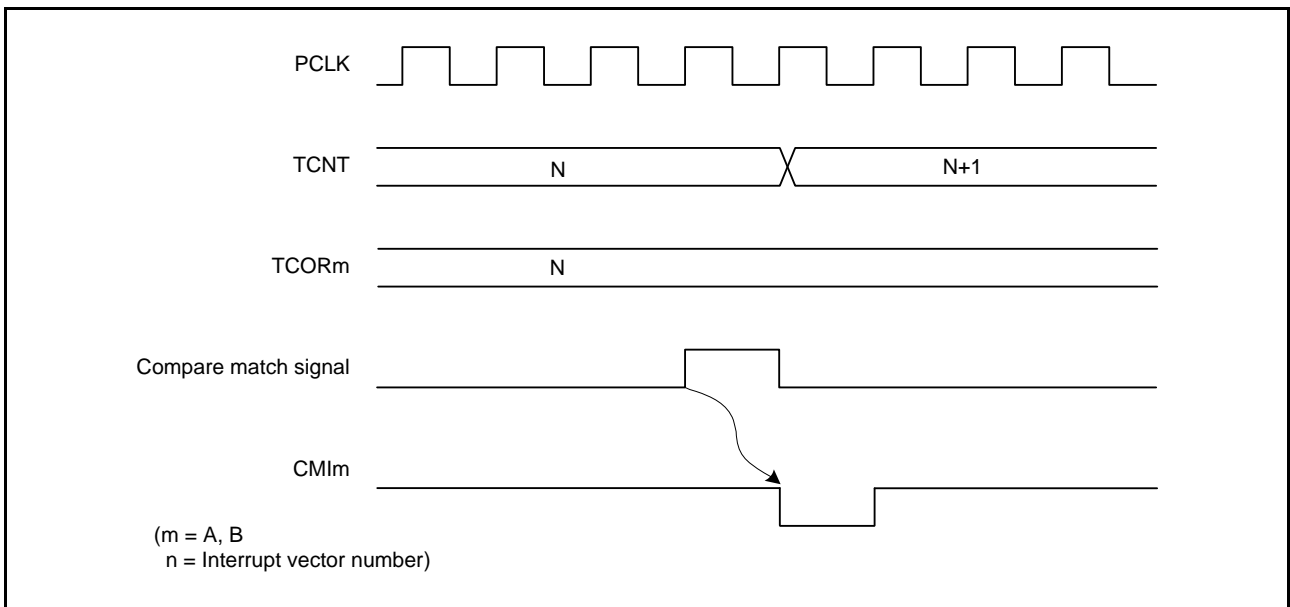 PCLK
TCNT
N
N+1
TCORm
N
Compare match signal
CMIm
(m = A, B
n = Interrupt vector number)